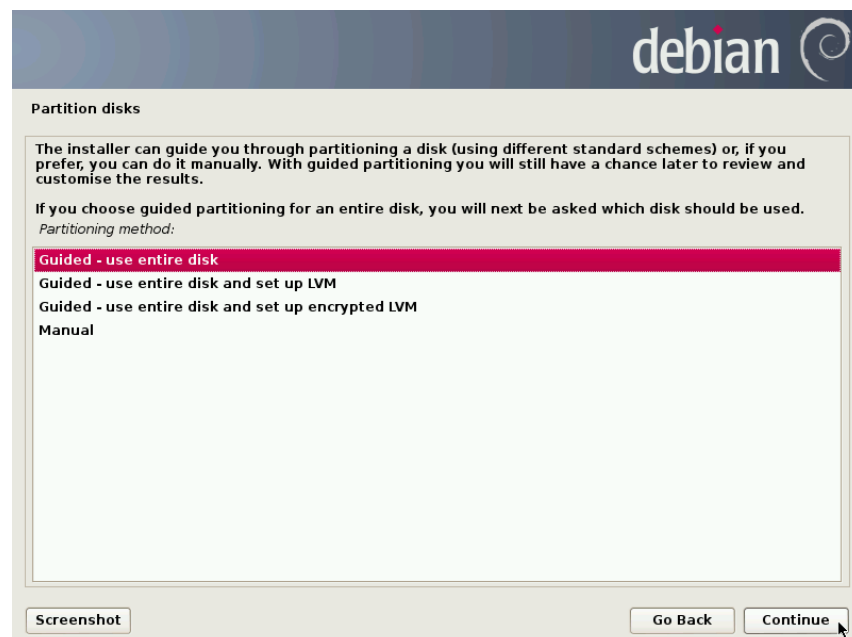 debian
Partition disks
The installer can guide you through partitioning a disk (using different standard schemes) or, if you
prefer, you can do it manually. With guided partitioning you will still have a chance later to review and
customise the results.
If you choose guided partitioning for an entire disk, you will next be asked which disk should be used.
Partitioning method:
Guided - use entire disk
Guided - use entire disk and set up LVM
Guided - use entire disk and set up encrypted LVM
Manual
Screenshot
Go Back
Continue